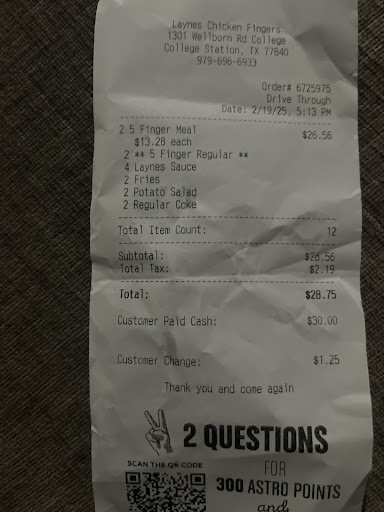 Laynes Chicken Fingers
1301 Wellborn Rd College
College Station, TX 77840
979-696-6933
Order# 6725975
Drive Through
Date: 2/19/25, 5:13 PM
2 5 Finger Meal $26.56
$13.28 each
2 ** 5 Finger Regular **
4 Laynes Sauce
2 Fries
2 Potato Salad
2 Regular Coke
Total Item Count: 12
Subtotal: $26.56
Total Tax: $2.19
Total: $28.75
Customer Paid Cash: $30.00
Customer Change: $1.25
Thank you and come again
2 QUESTIONS
SCAN THE QR CODE
FOR
300 ASTRO POINTS
and